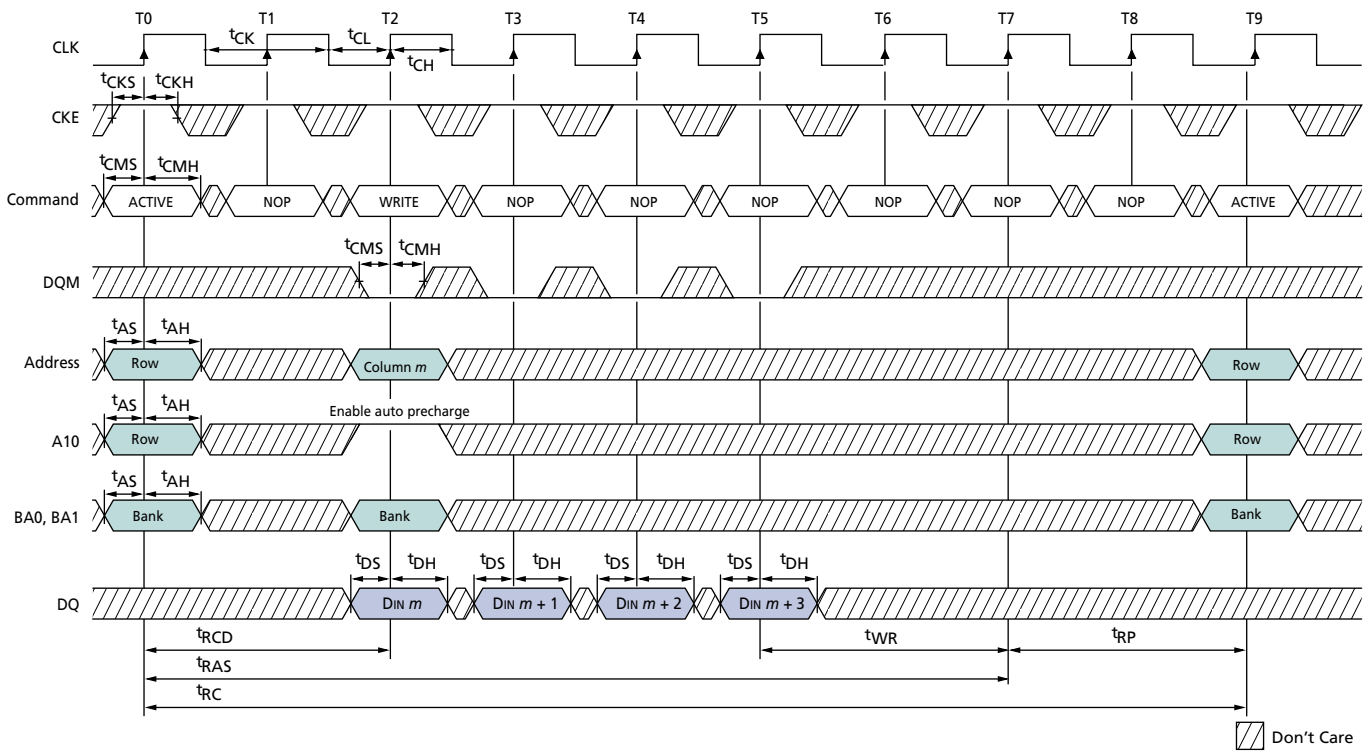 T0 T1 T2 T3 T4 T5 T6 T7 T8 T9
CLK
tCK tCL
tCH
tCKS tCKH
CKE
tCMS tCMH
Command ACTIVE NOP WRITE NOP NOP NOP NOP NOP NOP ACTIVE
tCMS tCMH
DQM
tAS tAH
Address Row Column m Row
tAS tAH Enable auto precharge
A10 Row Row
tAS tAH
BA0, BA1 Bank Bank Bank
tDS tDH tDS tDH tDS tDH tDS tDH
DQ DIN m DIN m + 1 DIN m + 2 DIN m + 3
tRCD tWR tRP
tRAS
tRC
Don't Care